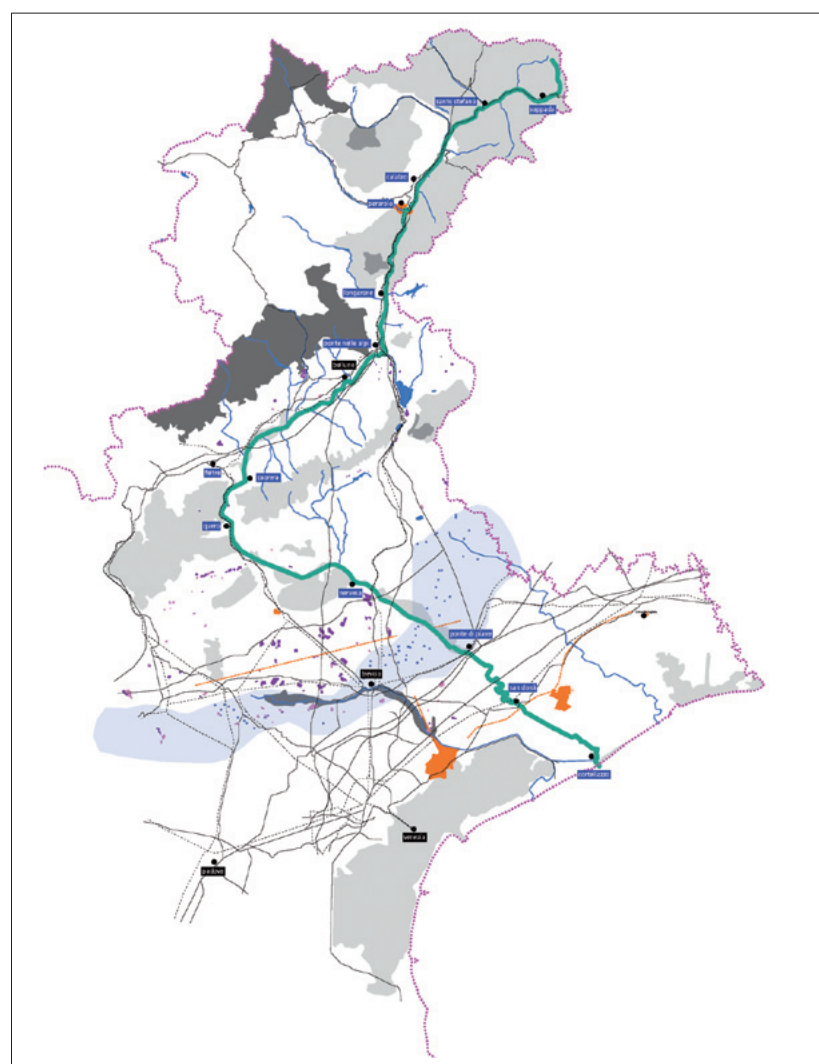 santo stefano
sappada
calalzo
perarolo
longarone
ponte nelle alpi
belluno
feltre
quero
nervesa
ponte di piave
treviso
san donà
cortellazzo
venezia
padova